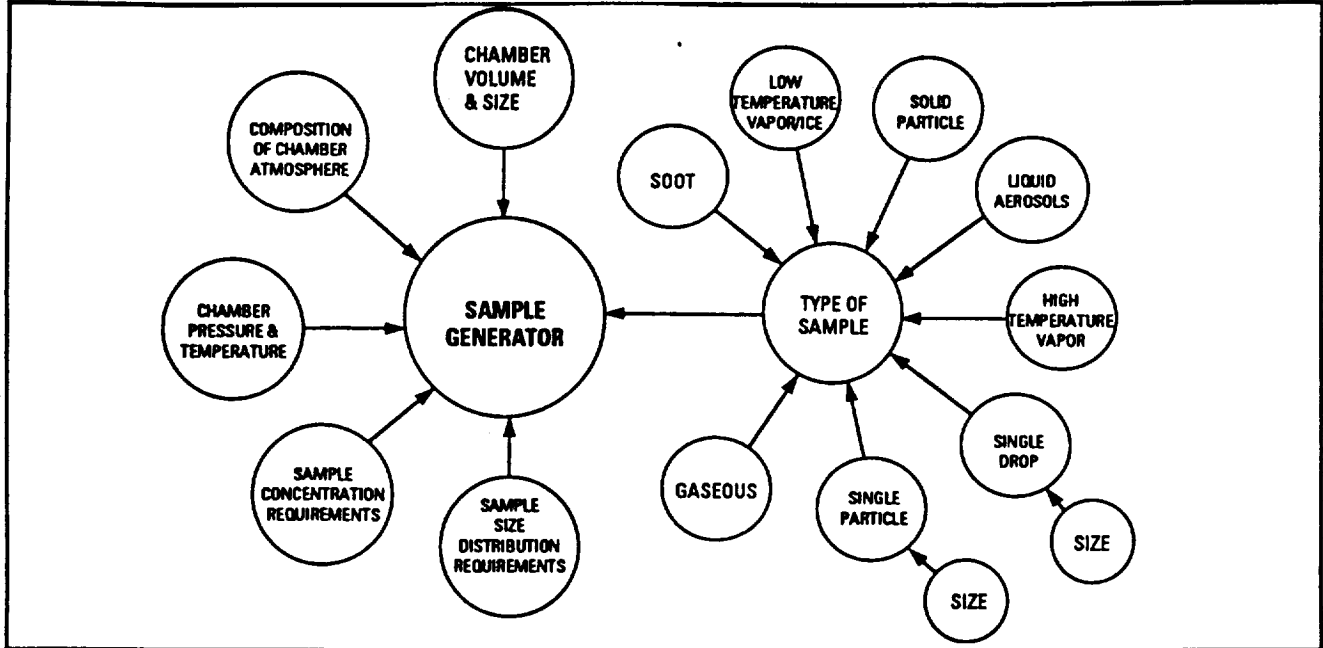 CHAMBER
VOLUME
& SIZE
COMPOSITION
OF CHAMBER
ATMOSPHERE
CHAMBER
PRESSURE &
TEMPERATURE
SAMPLE
CONCENTRATION
REQUIREMENTS
SAMPLE
SIZE
DISTRIBUTION
REQUIREMENTS
SAMPLE
GENERATOR
TYPE OF
SAMPLE
SOOT
LOW
TEMPERATURE
VAPOR/ICE
SOLID
PARTICLE
LIQUID
AEROSOLS
HIGH
TEMPERATURE
VAPOR
SINGLE
DROP
SIZE
SINGLE
PARTICLE
SIZE
GASEOUS